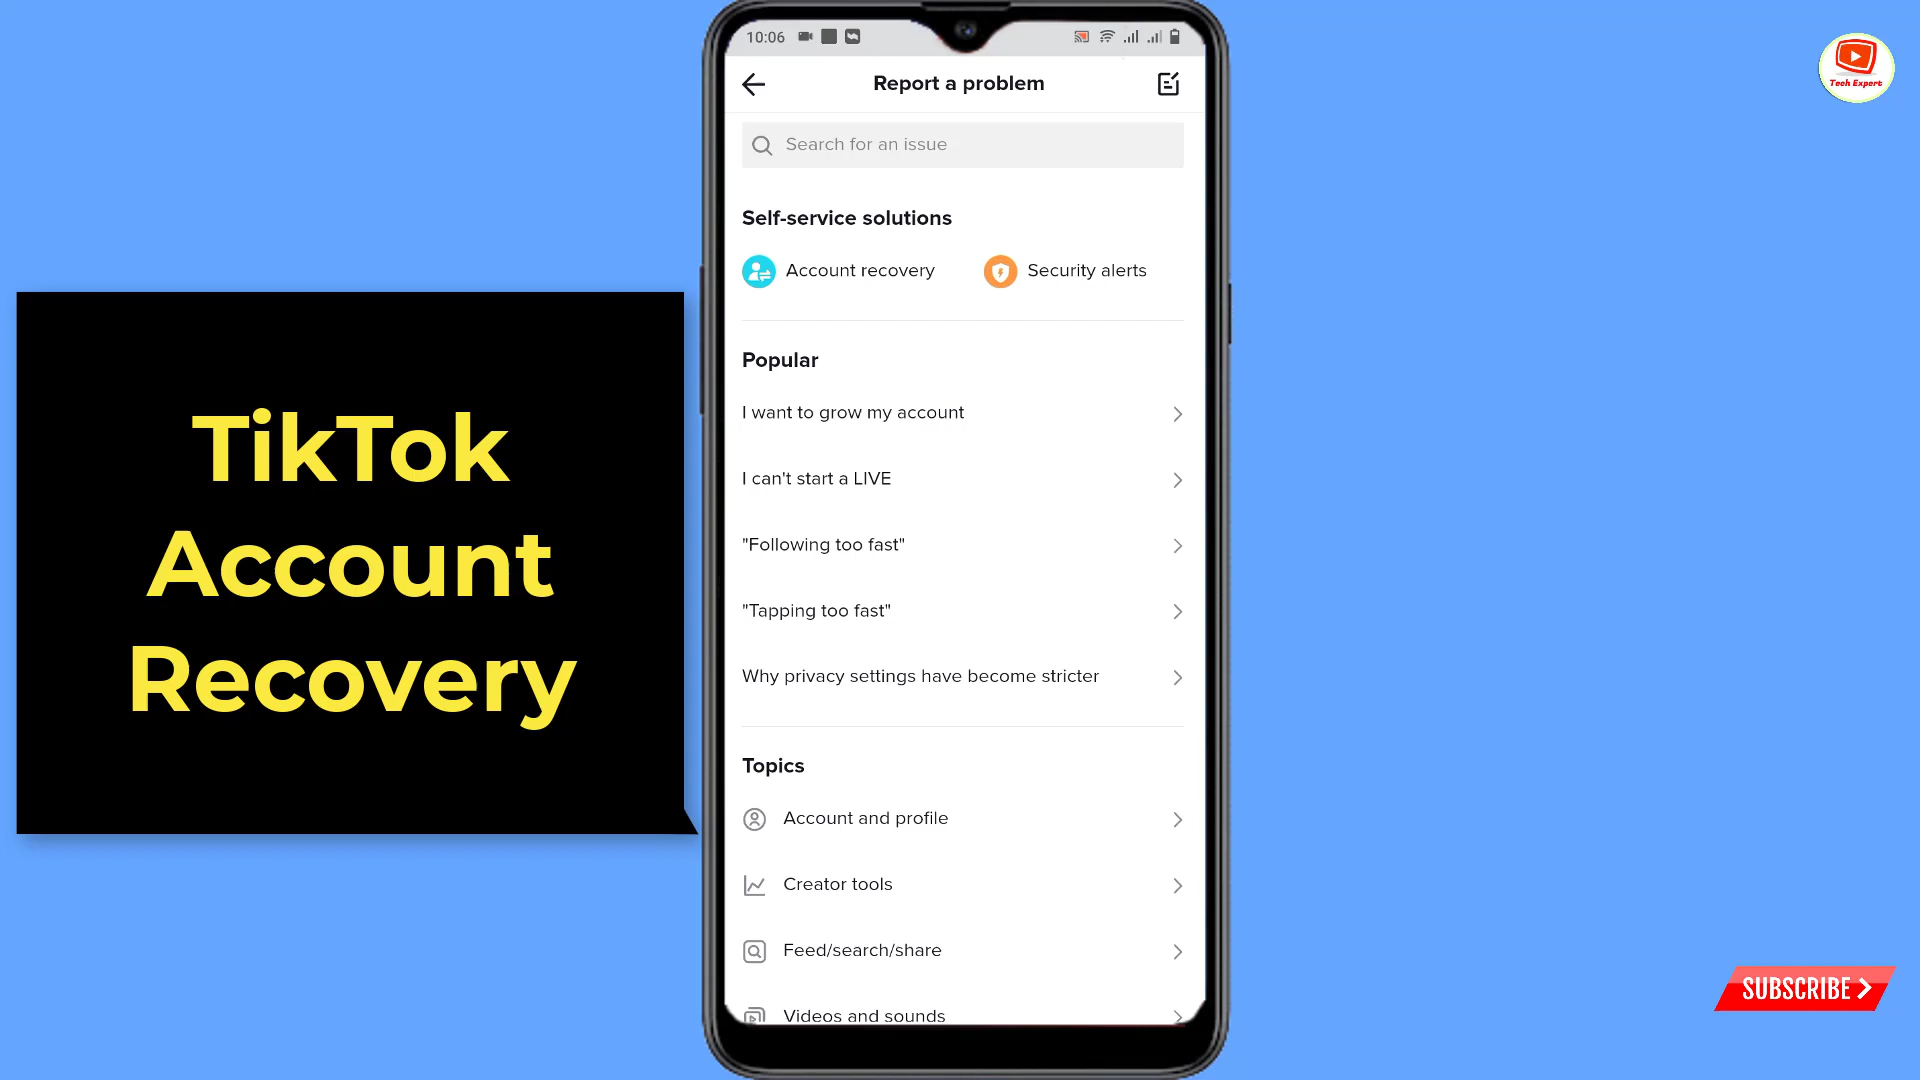 TikTok
Account
Recovery
10:06
Report a problem
Search for an issue
Self-service solutions
Account recovery
Security alerts
Popular
I want to grow my account
I can't start a LIVE
"Following too fast"
"Tapping too fast"
Why privacy settings have become stricter
Topics
Account and profile
Creator tools
Feed/search/share
Videos and sounds
Tech Expert
SUBSCRIBE